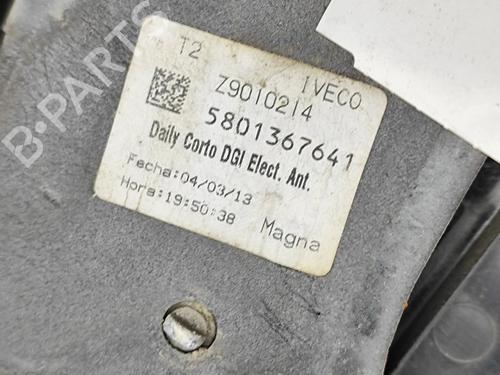 T2 IVECO
Z9010214
5801367641
Daily Corto DGI Elect. Ant.
Fecha:04/03/13
Hora:19:50:38 Magna
B-PARTS